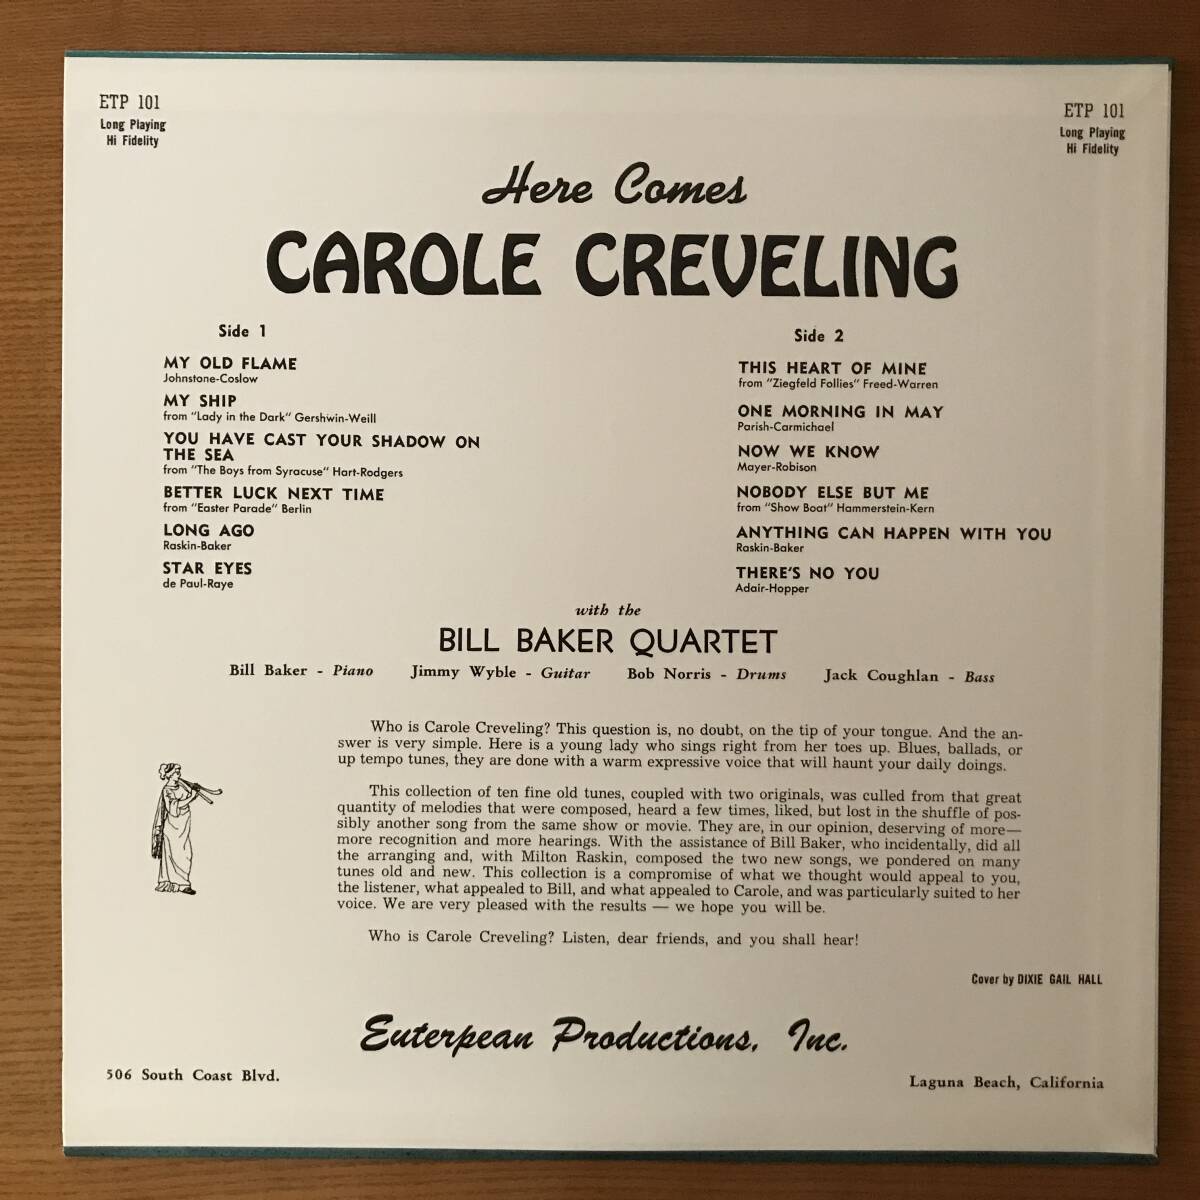 ETP 101
Long Playing
Hi Fidelity
ETP 101
Long Playing
Hi Fidelity
Here Comes
CAROLE CREVELING
Side 1
MY OLD FLAME
Johnstone-Coslow
MY SHIP
from "Lady in the Dark" Gershwin-Weill
YOU HAVE CAST YOUR SHADOW ON
THE SEA
from "The Boys from Syracuse" Hart-Rodgers
BETTER LUCK NEXT TIME
from "Easter Parade" Berlin
LONG AGO
Raskin-Baker
STAR EYES
de Paul-Raye
Side 2
THIS HEART OF MINE
from "Ziegfeld Follies" Freed-Warren
ONE MORNING IN MAY
Parish-Carmichael
NOW WE KNOW
Mayer-Robison
NOBODY ELSE BUT ME
from "Show Boat" Hammerstein-Kern
ANYTHING CAN HAPPEN WITH YOU
Raskin-Baker
THERE'S NO YOU
Adair-Hopper
with the
BILL BAKER QUARTET
Bill Baker - Piano Jimmy Wyble - Guitar Bob Norris - Drums Jack Coughlan - Bass
Who is Carole Creveling? This question is, no doubt, on the tip of your tongue. And the an-
swer is very simple. Here is a young lady who sings right from her toes up. Blues, ballads, or
up tempo tunes, they are done with a warm expressive voice that will haunt your daily doings.
This collection of ten fine old tunes, coupled with two originals, was culled from that great
quantity of melodies that were composed, heard a few times, liked, but lost in the shuffle of pos-
sibly another song from the same show or movie. They are, in our opinion, deserving of more—
more recognition and more hearings. With the assistance of Bill Baker, who incidentally, did all
the arranging and, with Milton Raskin, composed the two new songs, we pondered on many
tunes old and new. This collection is a compromise of what we thought would appeal to you,
the listener, what appealed to Bill, and what appealed to Carole, and was particularly suited to her
voice. We are very pleased with the results — we hope you will be.
Who is Carole Creveling? Listen, dear friends, and you shall hear!
Cover by DIXIE GAIL HALL
Euterpean Productions, Inc.
506 South Coast Blvd.
Laguna Beach, California